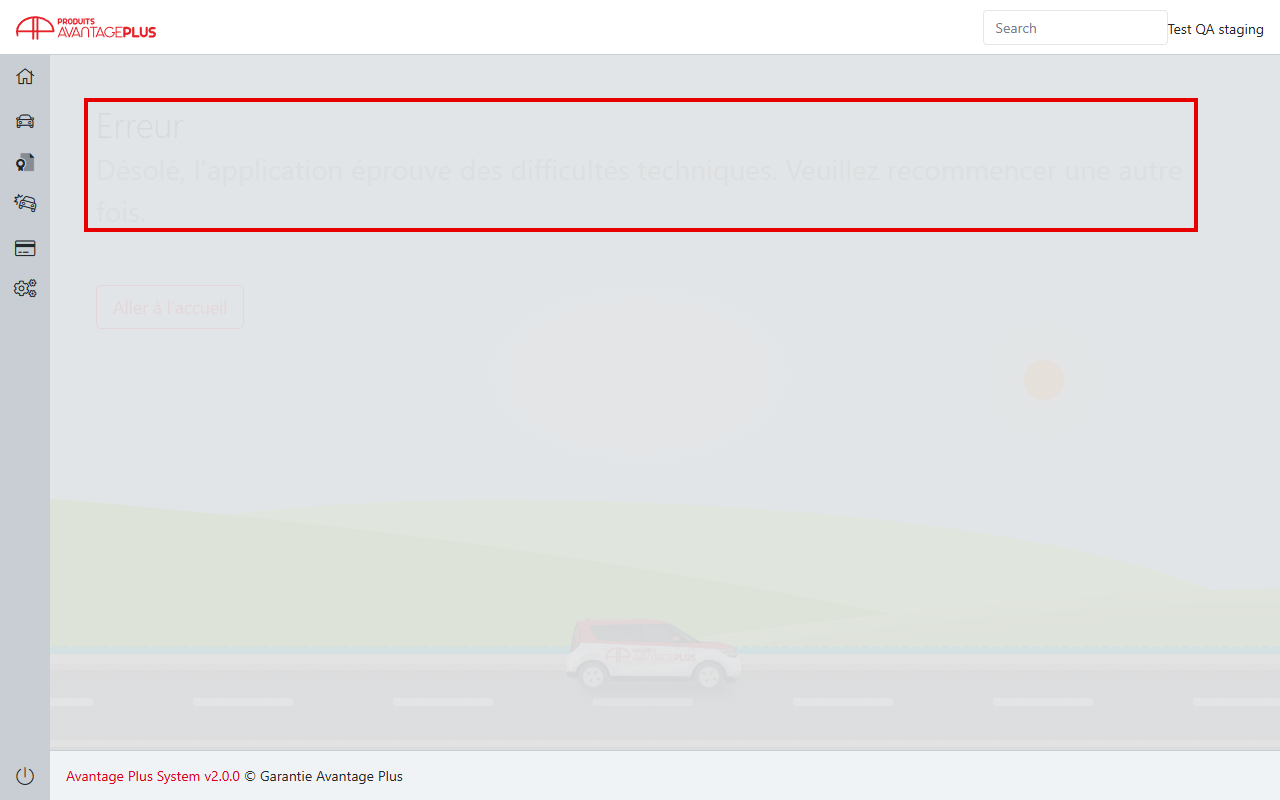 PRODUITS
AVANTAGEPLUS
Search
Test QA staging
Erreur
Désolé, l'application éprouve des difficultés techniques. Veuillez recommencer une autre
fois.
Aller à l'accueil
AVANTAGEPLUS
Avantage Plus System v2.0.0 © Garantie Avantage Plus